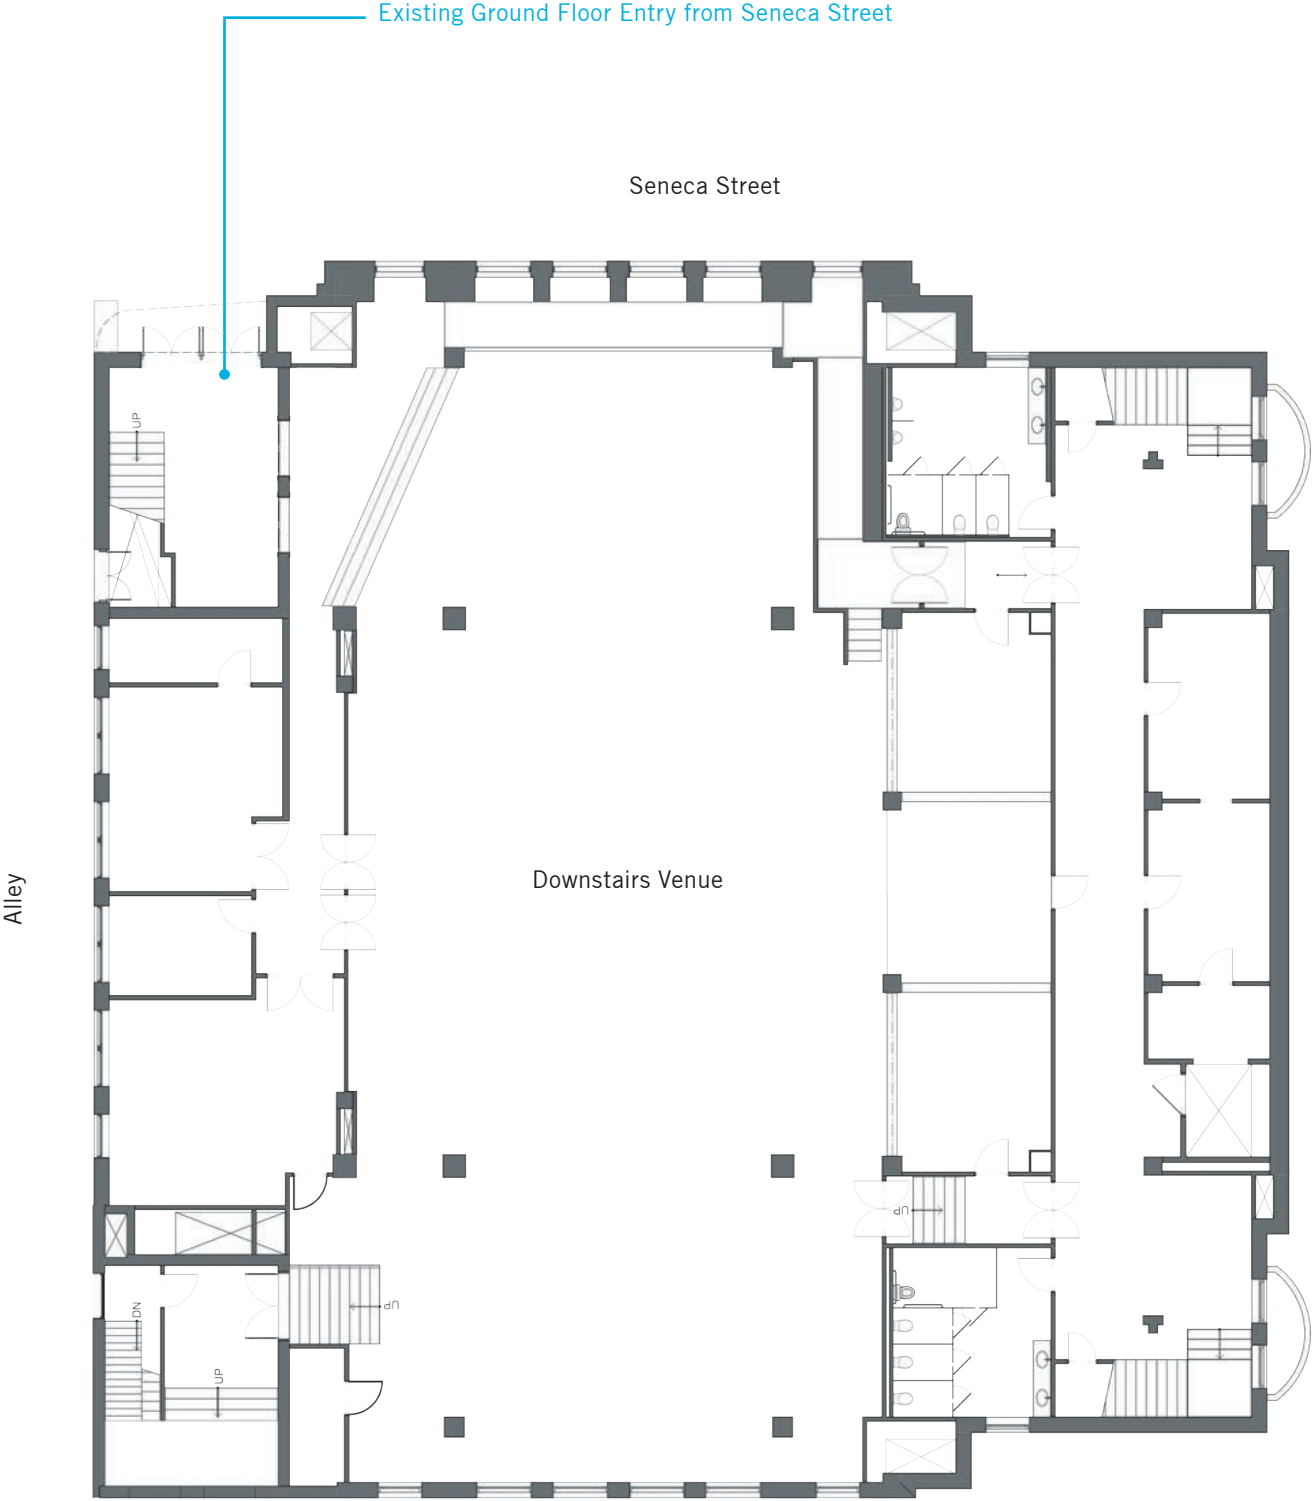 Existing Ground Floor Entry from Seneca Street
Seneca Street
UP
Downstairs Venue
Alley
UP
DN
UP
UP